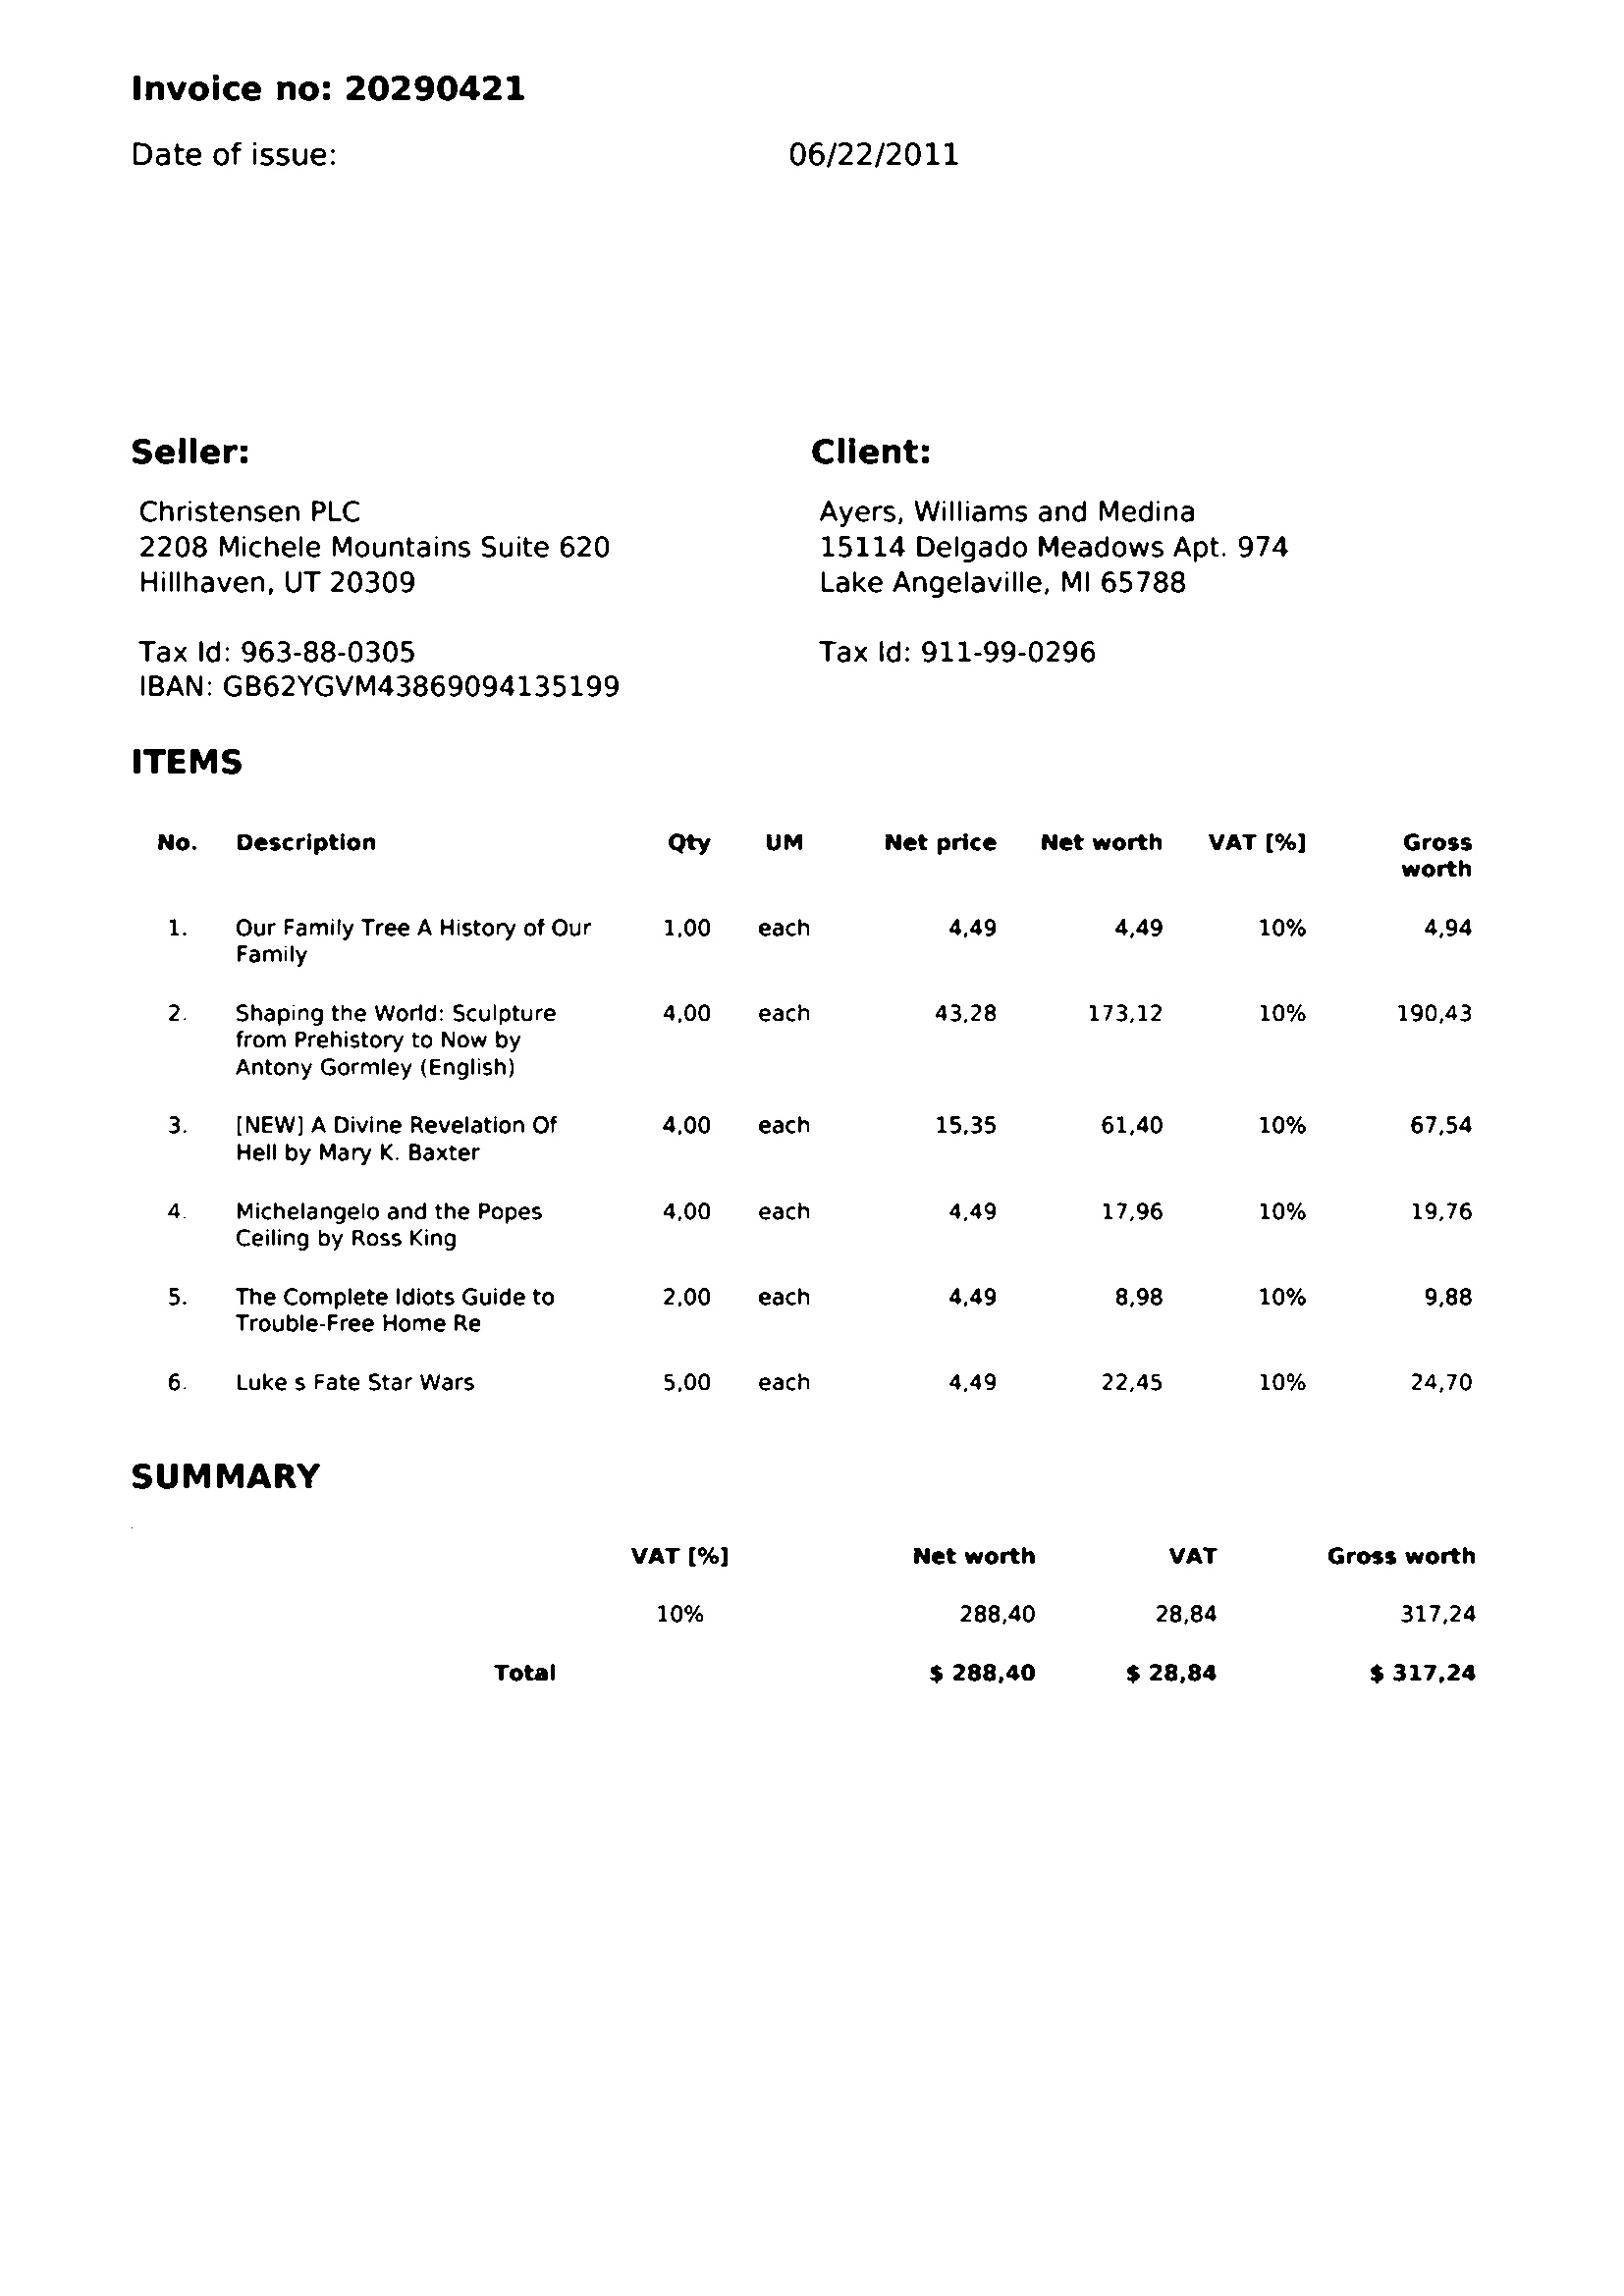 Invoice no: 20290421
Date of issue: 06/22/2011
Seller: Client:
Christensen PLC Ayers, Williams and Medina
2208 Michele Mountains Suite 620 15114 Delgado Meadows Apt. 974
Hillhaven, UT 20309 Lake Angelaville, MI 65788
Tax Id: 963-88-0305 Tax Id: 911-99-0296
IBAN: GB62YGVM43869094135199
ITEMS
No. Description Qty UM Net price Net worth VAT [%] Gross
worth
1. Our Family Tree A History of Our 1,00 each 4,49 4,49 10% 4,94
Family
2. Shaping the World: Sculpture 4,00 each 43,28 173,12 10% 190,43
from Prehistory to Now by
Antony Gormley (English)
3. [NEW] A Divine Revelation Of 4,00 each 15,35 61,40 10% 67,54
Hell by Mary K. Baxter
4. Michelangelo and the Popes 4,00 each 4,49 17,96 10% 19,76
Ceiling by Ross King
5. The Complete Idiots Guide to 2,00 each 4,49 8,98 10% 9,88
Trouble-Free Home Re
6. Luke s Fate Star Wars 5,00 each 4,49 22,45 10% 24,70
SUMMARY
VAT [%] Net worth VAT Gross worth
10% 288,40 28,84 317,24
Total $ 288,40 $ 28,84 $ 317,24